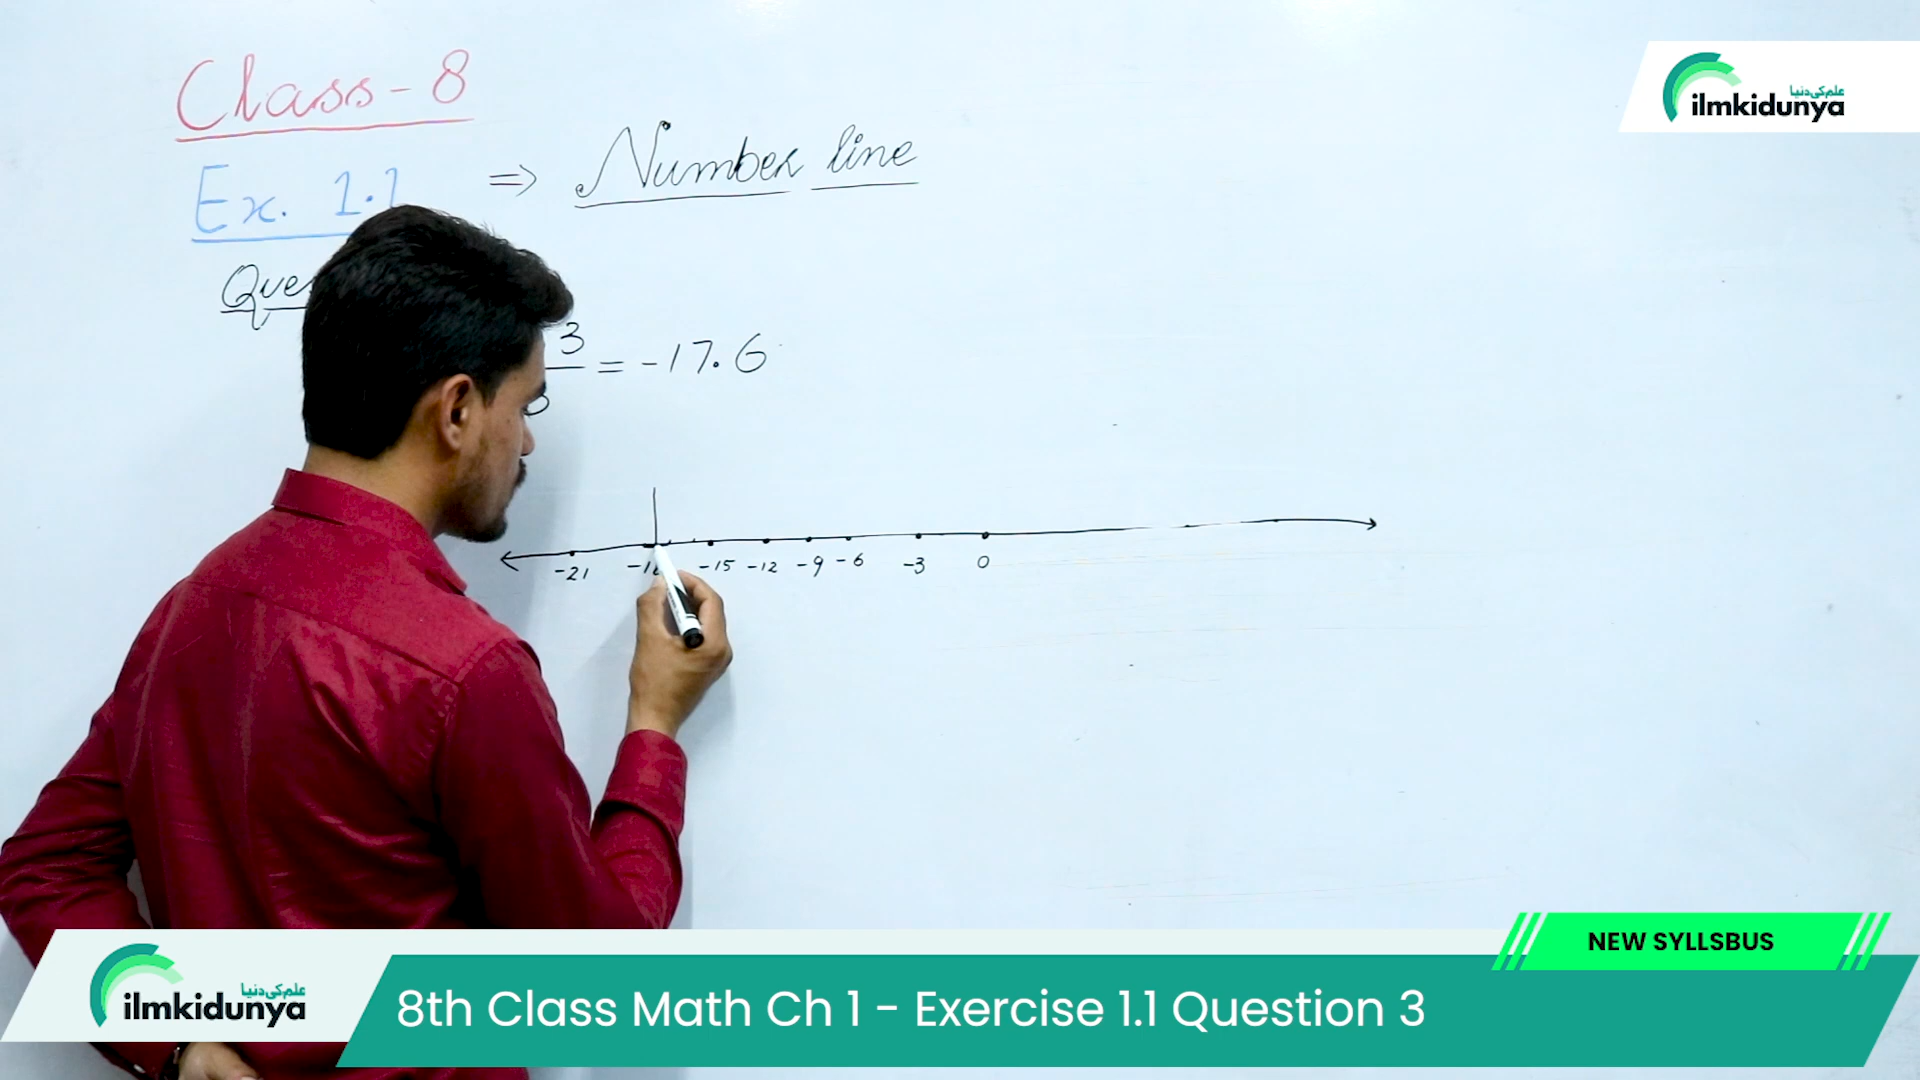 Class-8
علم کی دنیا
ilmkidunya
Ex. 1.1 ⇒ Number line
3
= -17.6
-21 -15 -12 -9 -6 -3 0
NEW SYLLSBUS
علم کی دنیا
ilmkidunya
8th Class Math Ch 1 - Exercise 1.1 Question 3